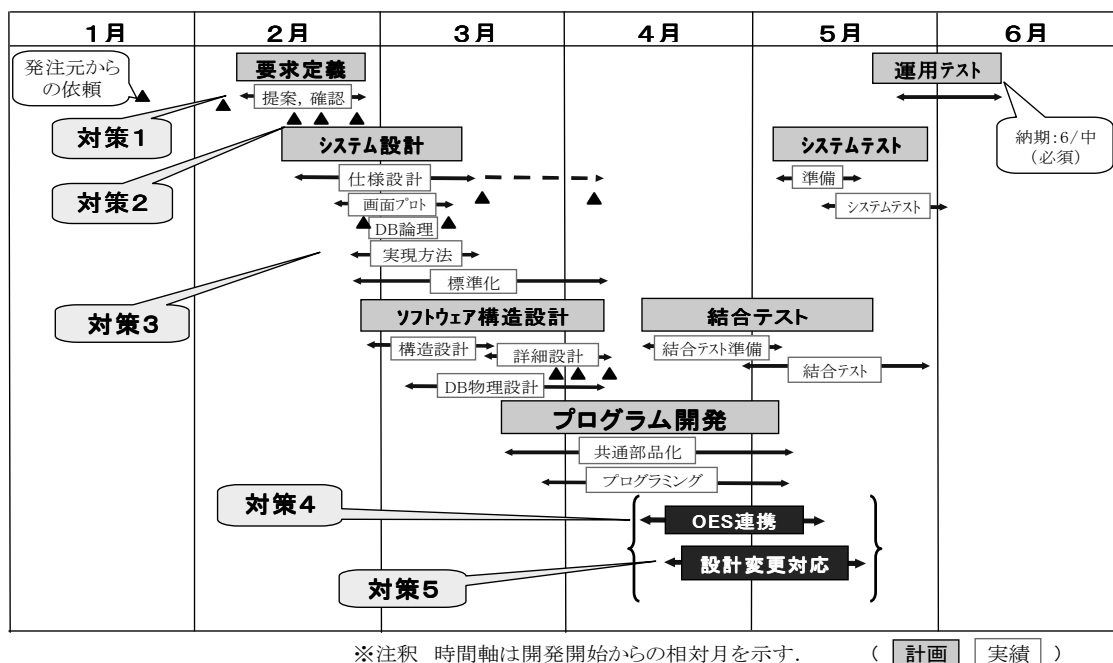 １月 ２月 ３月 ４月 ５月 ６月
発注元から
の依頼
要求定義
運用テスト
提案，確認
対策１
納期:6/中
(必須)
ｼｽﾃﾑ設計
ｼｽﾃﾑﾃｽﾄ
仕様設計
準備
対策２
画面ﾌﾟﾛﾄ
ｼｽﾃﾑﾃｽﾄ
DB論理
実現方法
標準化
対策３
ｿﾌﾄｳｪｱ構造設計
結合テスト
構造設計
結合ﾃｽﾄ準備
詳細設計
結合ﾃｽﾄ
DB物理設計
プログラム開発
共通部品化
ﾌﾟﾛｸﾞﾗﾐﾝｸﾞ
対策４
OES連携
設計変更対応
対策５
※注釈 時間軸は開発開始からの相対月を示す． （ 計画 実績 ）